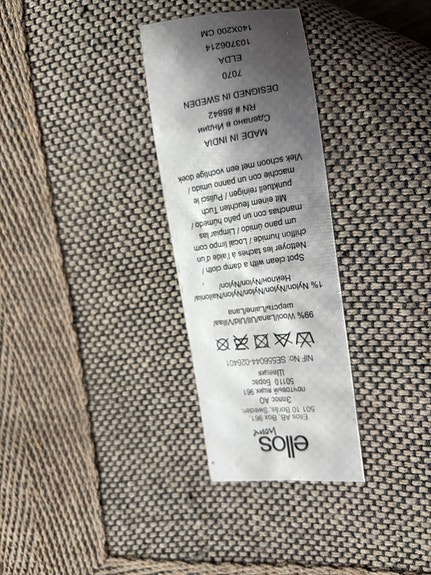 ellos
home
Ellos AB, Box 961,
501 10 Borås, Sweden
Эллос АО
почтовый ящик 961
50110 Борас
Швеция
NIF No: SE556044-026401
99% Wool/Lana/Ull/Uld/Villaa/
шерсть/Laine/Lana
1% Nylon/Nylon/Nylon/Nylon/Nailonia/
Нейлон/Nylon/Nylon/
Spot clean with a damp cloth /
Nettoyer les taches à l'aide d'un
chiffon humide / Local limpo com
um pano úmido / Limpiar las
manchas con un paño húmedo /
Mit einem feuchten Tuch
punktuell reinigen / Pulisci le
macchie con un panno umido /
Vlek schoon met een vochtige doek
MADE IN INDIA
Сделано в Индии
RN # 88842
DESIGNED IN SWEDEN
7070
ELDA
103706214
140X200 CM